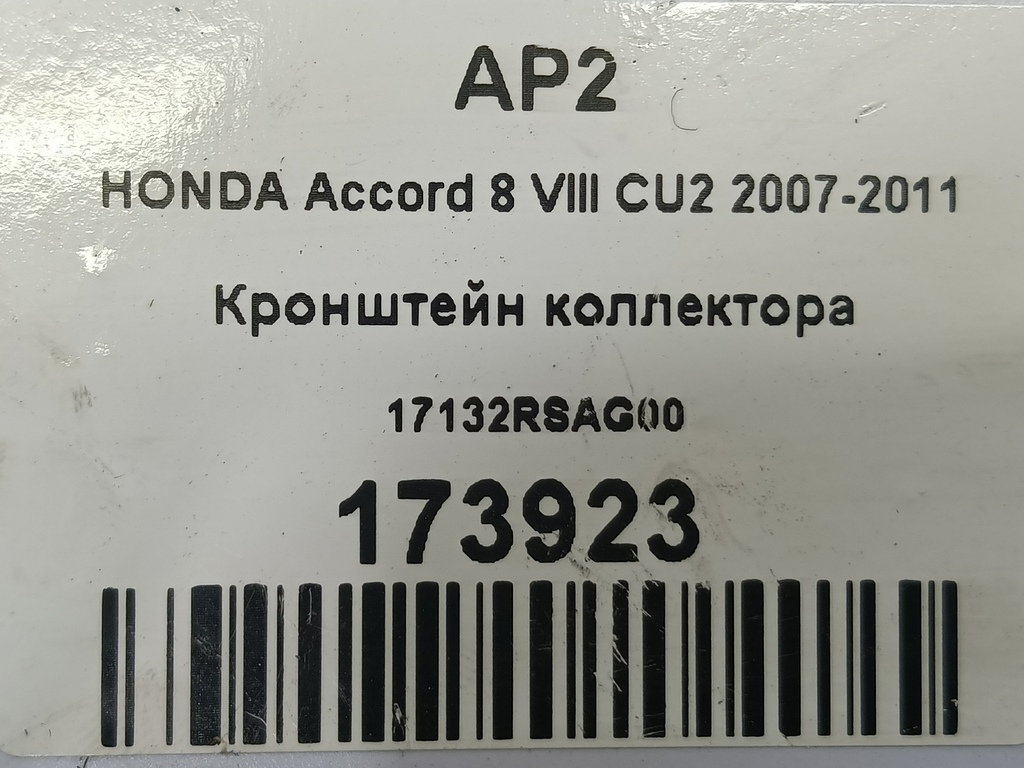 AP2
HONDA Accord 8 VIII CU2 2007-2011
Кронштейн коллектора
17132RSAG00
173923